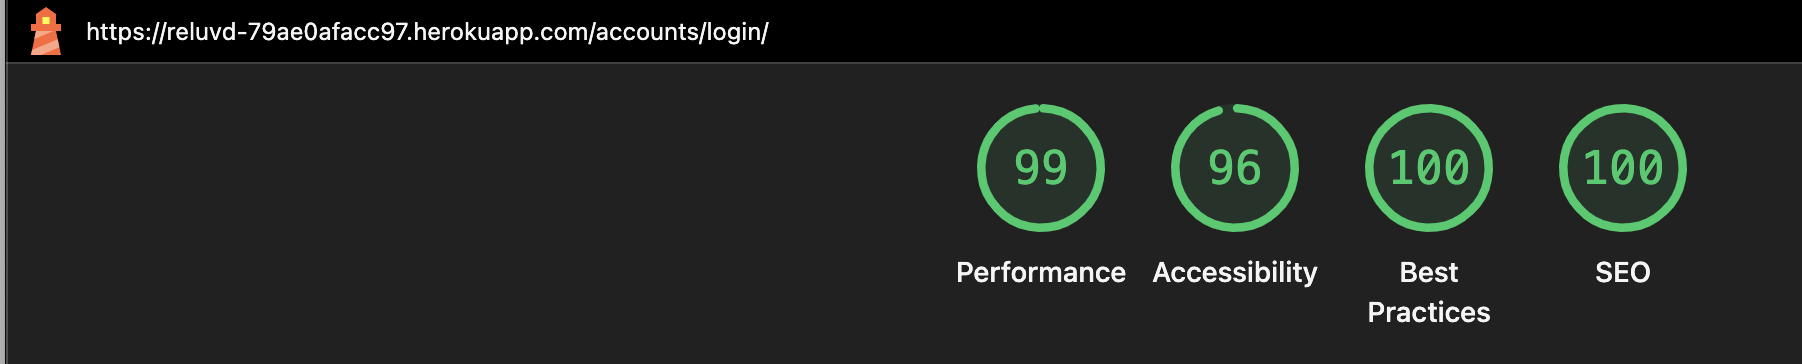 https://reluvd-79ae0afacc97.herokuapp.com/accounts/login/
99
96
100
100
Performance
Accessibility
Best
Practices
SEO